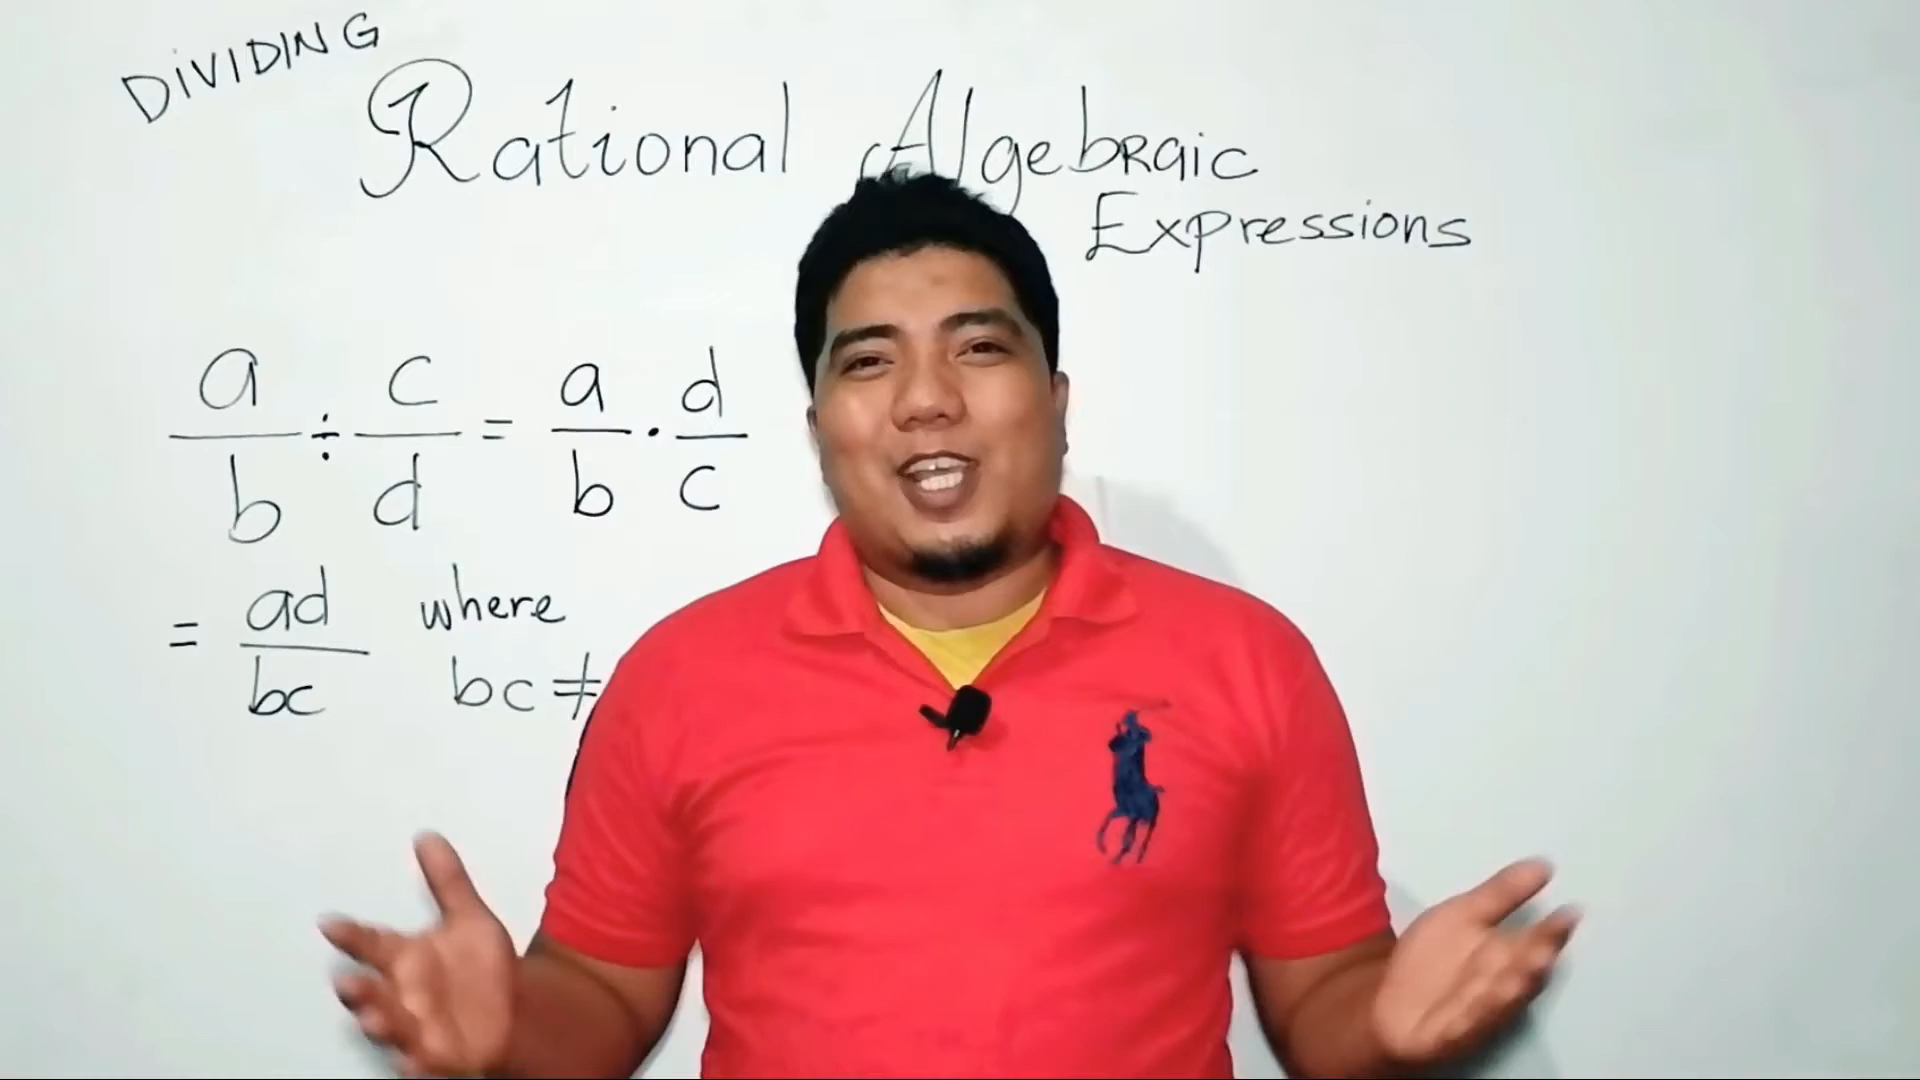 DiVIDING
Rational AlgebRaic
Expressions
a/b ÷ c/d = a/b · d/c
= ad/bc where
bc ≠